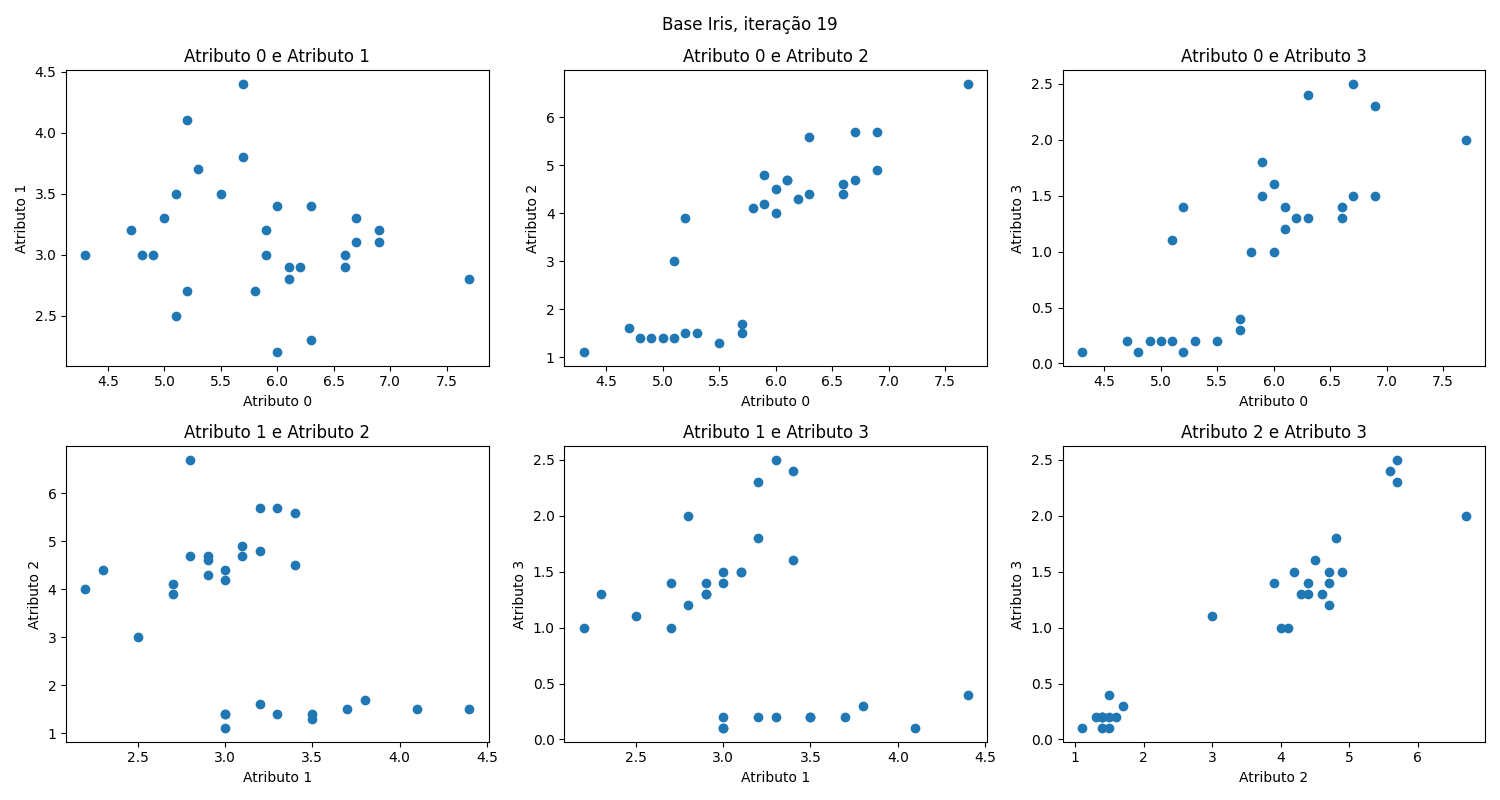 Base Iris, iteração 19
Atributo 0 e Atributo 1
4.5
4.0
3.5
3.0
2.5
Atributo 1
4.5 5.0 5.5 6.0 6.5 7.0 7.5
Atributo 0
Atributo 0 e Atributo 2
6
5
4
3
2
1
Atributo 2
4.5 5.0 5.5 6.0 6.5 7.0 7.5
Atributo 0
Atributo 0 e Atributo 3
2.5
2.0
1.5
1.0
0.5
0.0
Atributo 3
4.5 5.0 5.5 6.0 6.5 7.0 7.5
Atributo 0
Atributo 1 e Atributo 2
6
5
4
3
2
1
Atributo 2
2.5 3.0 3.5 4.0 4.5
Atributo 1
Atributo 1 e Atributo 3
2.5
2.0
1.5
1.0
0.5
0.0
Atributo 3
2.5 3.0 3.5 4.0 4.5
Atributo 1
Atributo 2 e Atributo 3
2.5
2.0
1.5
1.0
0.5
0.0
Atributo 3
1 2 3 4 5 6
Atributo 2